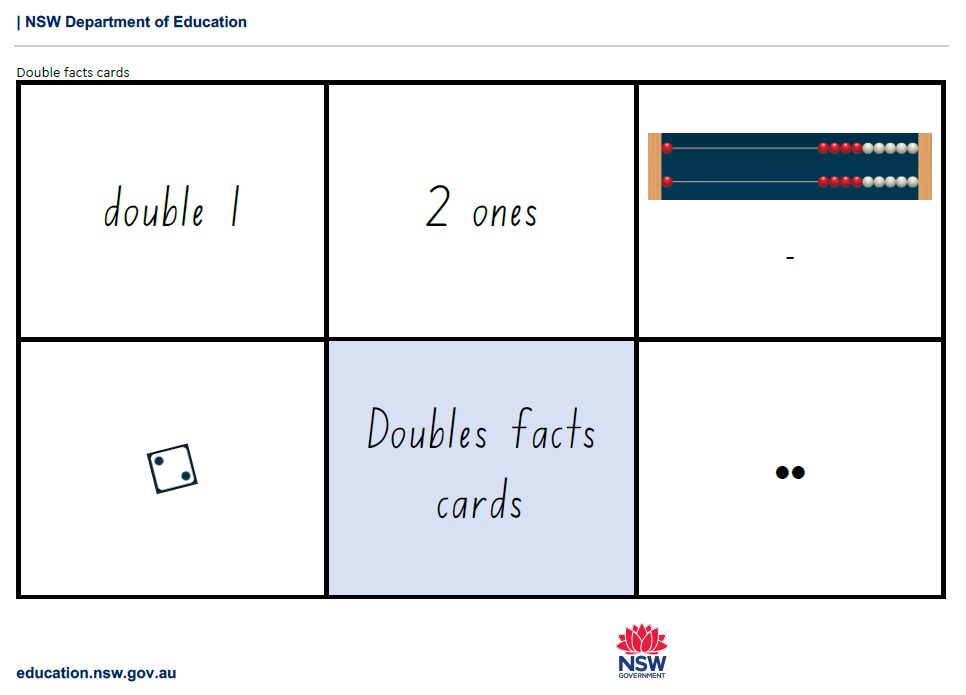 | NSW Department of Education
Double facts cards
double 1
2 ones
-
Doubles facts
cards
education.nsw.gov.au
NSW
GOVERNMENT